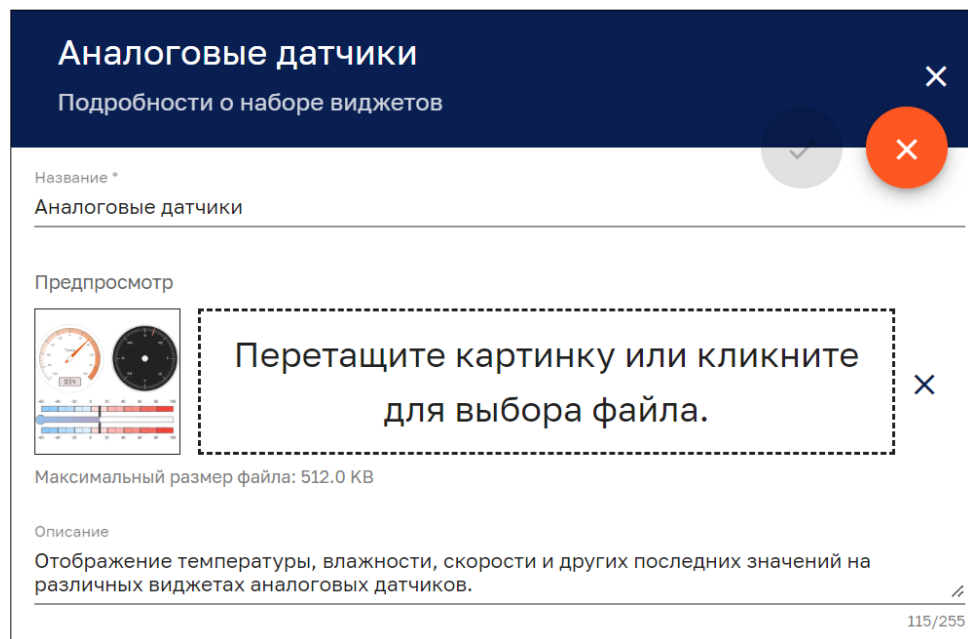 Аналоговые датчики
Подробности о наборе виджетов
Название *
Аналоговые датчики
Предпросмотр
Перетащите картинку или кликните
для выбора файла.
Максимальный размер файла: 512.0 KB
Описание
Отображение температуры, влажности, скорости и других последних значений на
различных виджетах аналоговых датчиков.
115/255